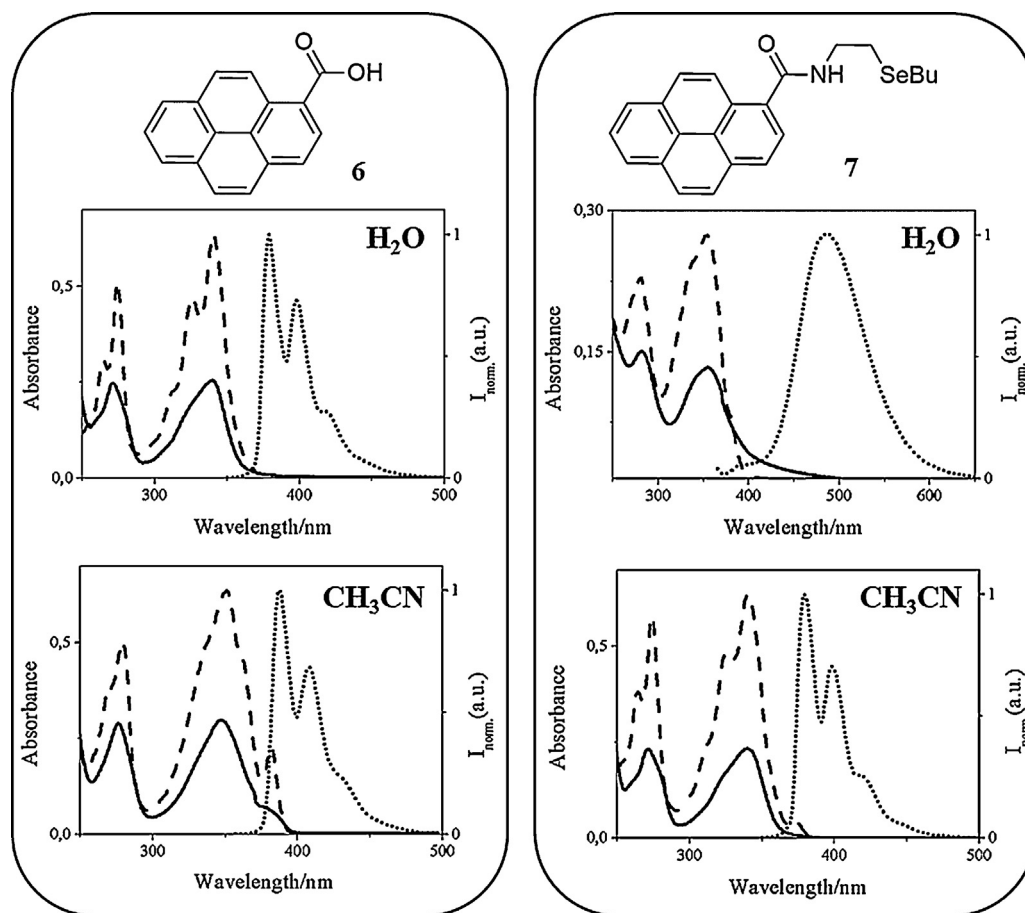 O
OH
6
H₂O
0,5
0,0
1
0
300
400
500
Absorbance
Inorm.(a.u.)
Wavelength/nm
CH₃CN
0,5
0,0
1
0
300
400
500
Absorbance
Inorm.(a.u.)
Wavelength/nm
O
NH
SeBu
7
H₂O
0,30
0,15
1
0
300
400
500
600
Absorbance
Inorm.(a.u.)
Wavelength/nm
CH₃CN
0,5
0,0
1
0
300
400
500
Absorbance
Inorm.(a.u.)
Wavelength/nm